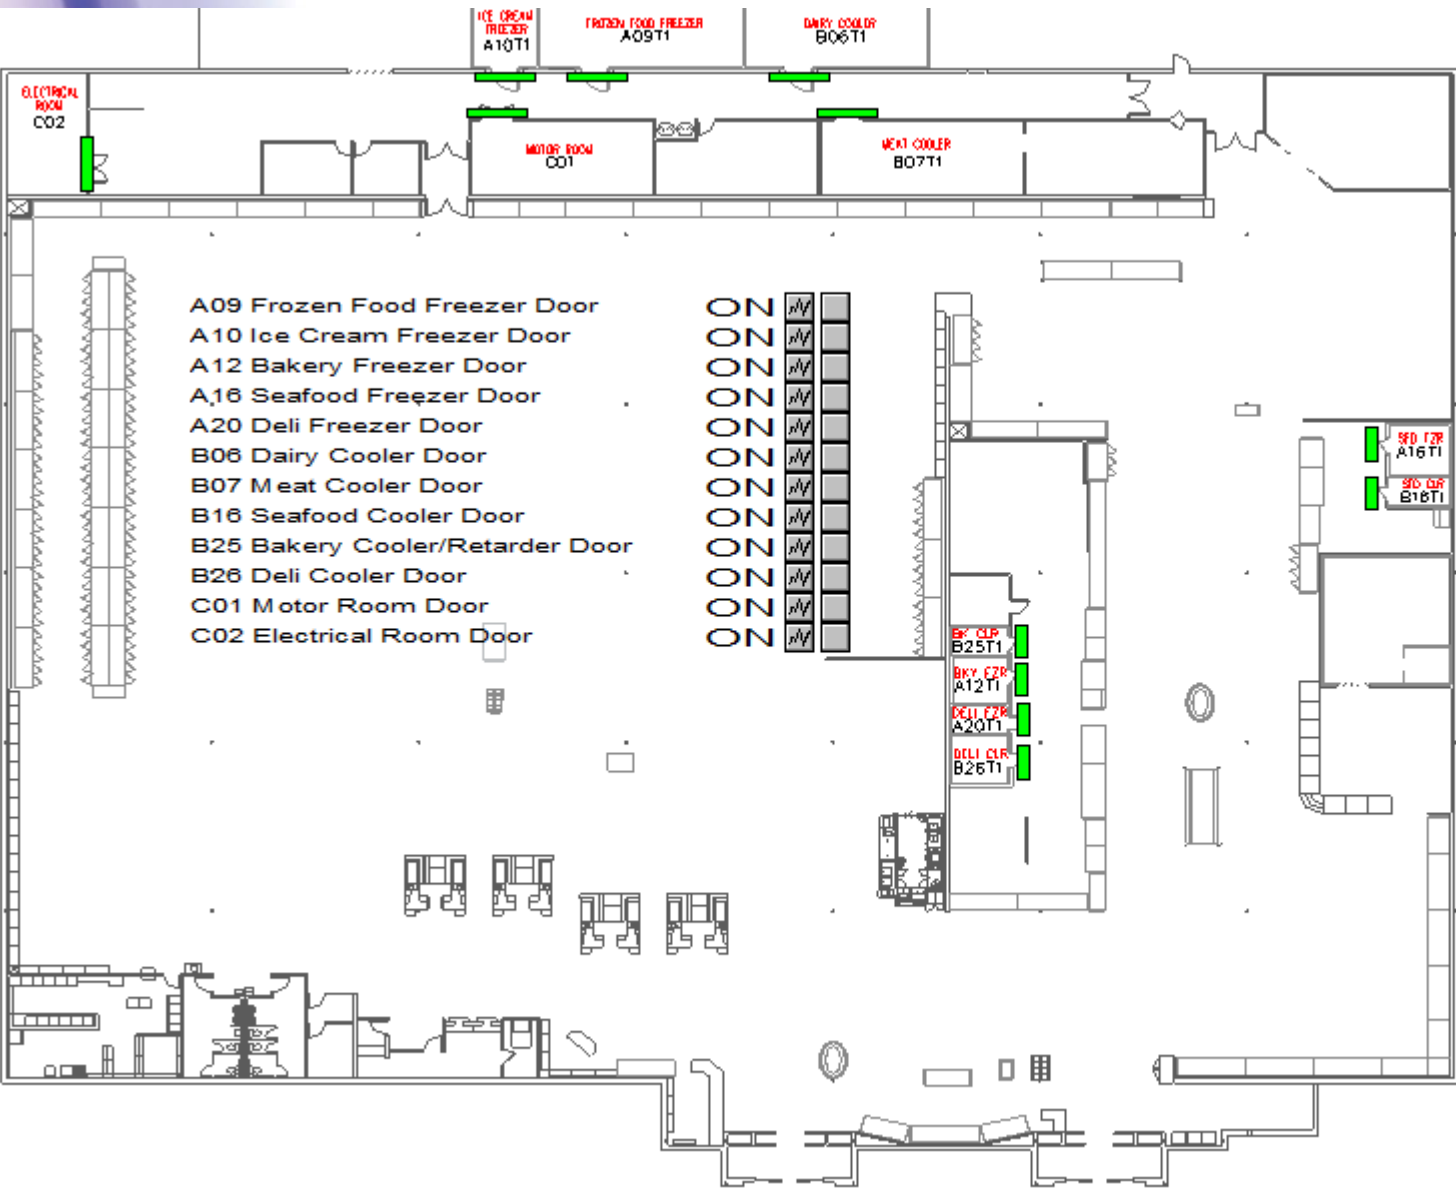 ICE CREAM
FREEZER
A10T1
FROZEN FOOD FREEZER
A09T1
DAIRY COOLER
B06T1
ELECTRICAL
ROOM
C02
MOTOR ROOM
C01
MEAT COOLER
B07T1
A09 Frozen Food Freezer Door ON
A10 Ice Cream Freezer Door ON
A12 Bakery Freezer Door ON
A16 Seafood Freezer Door ON
A20 Deli Freezer Door ON
B06 Dairy Cooler Door ON
B07 Meat Cooler Door ON
B16 Seafood Cooler Door ON
B25 Bakery Cooler/Retarder Door ON
B26 Deli Cooler Door ON
C01 Motor Room Door ON
C02 Electrical Room Door ON
SFD FZR
A16T1
SFD CLR
B16T1
BK CLR
B25T1
BKY FZR
A12T1
DELI FZR
A20T1
DELI CLR
B26T1